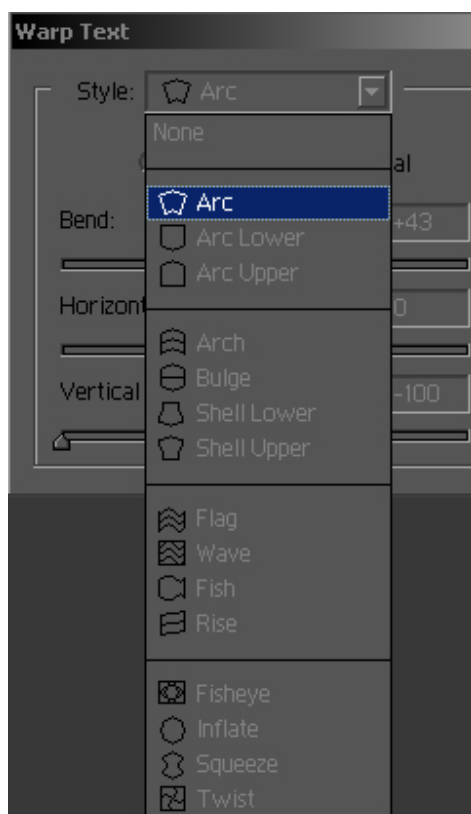 Warp Text
Style: Arc
None
al
Arc
Bend: +43
Arc Lower
Arc Upper
Horizont 0
Arch
Bulge
Vertical -100
Shell Lower
Shell Upper
Flag
Wave
Fish
Rise
Fisheye
Inflate
Squeeze
Twist